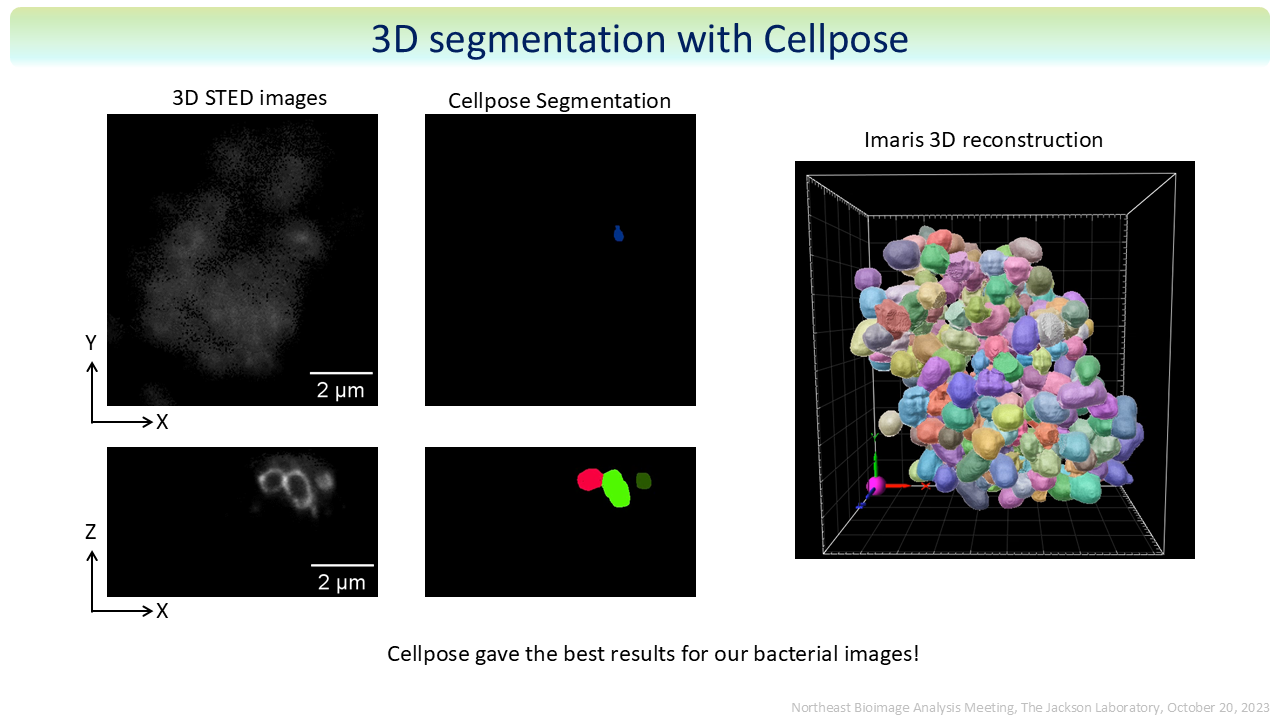 3D segmentation with Cellpose
3D STED images
Cellpose Segmentation
Imaris 3D reconstruction
2 µm
Y
X
2 µm
Z
X
Cellpose gave the best results for our bacterial images!
Northeast Bioimage Analysis Meeting, The Jackson Laboratory, October 20, 2023